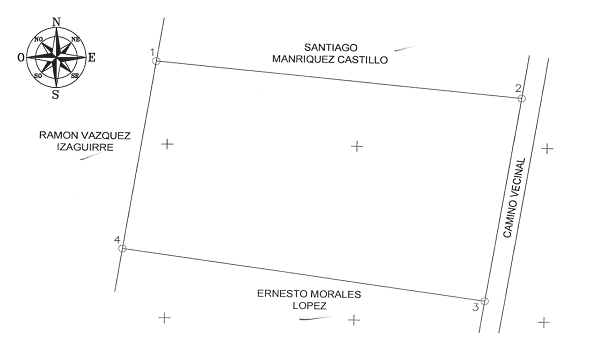 N
NO NE
O E
SO SE
S
1
SANTIAGO
MANRIQUEZ CASTILLO
2
RAMON VAZQUEZ
IZAGUIRRE
CAMINO VECINAL
4
ERNESTO MORALES
LOPEZ
3